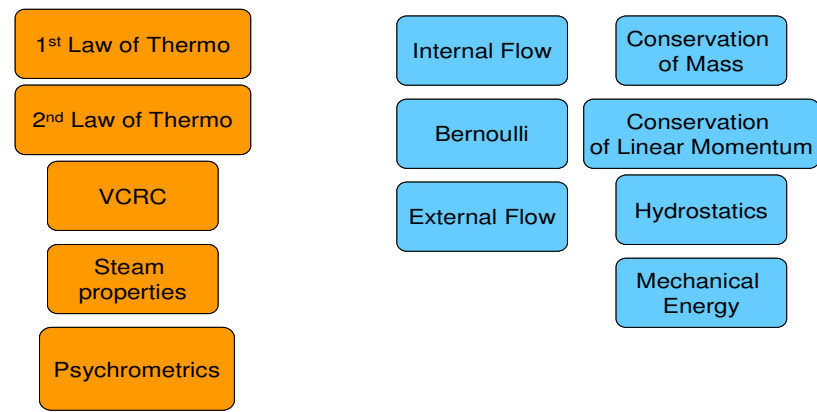 1st Law of Thermo
2nd Law of Thermo
VCRC
Steam
properties
Psychrometrics
Internal Flow
Bernoulli
External Flow
Conservation
of Mass
Conservation
of Linear Momentum
Hydrostatics
Mechanical
Energy